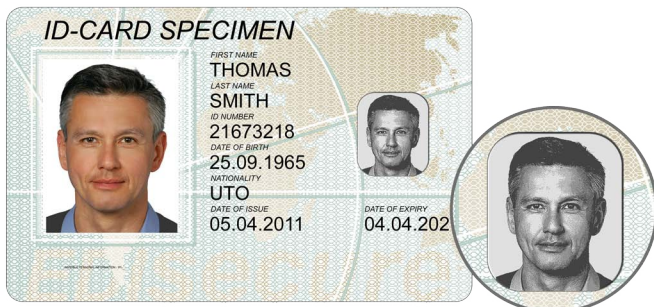 ID-CARD SPECIMEN
FIRST NAME
THOMAS
LAST NAME
SMITH
ID NUMBER
21673218
DATE OF BIRTH
25.09.1965
NATIONALITY
UTO
DATE OF ISSUE
05.04.2011
DATE OF EXPIRY
04.04.202